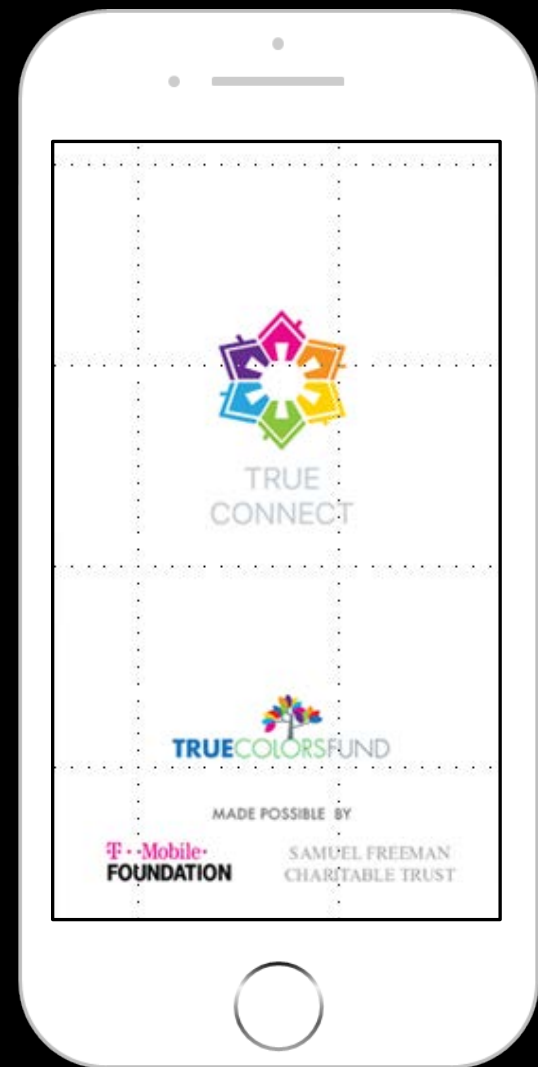 TRUE
CONNECT
TRUECOLORSFUND
MADE POSSIBLE BY
T··Mobile·
FOUNDATION
SAMUEL FREEMAN
CHARITABLE TRUST